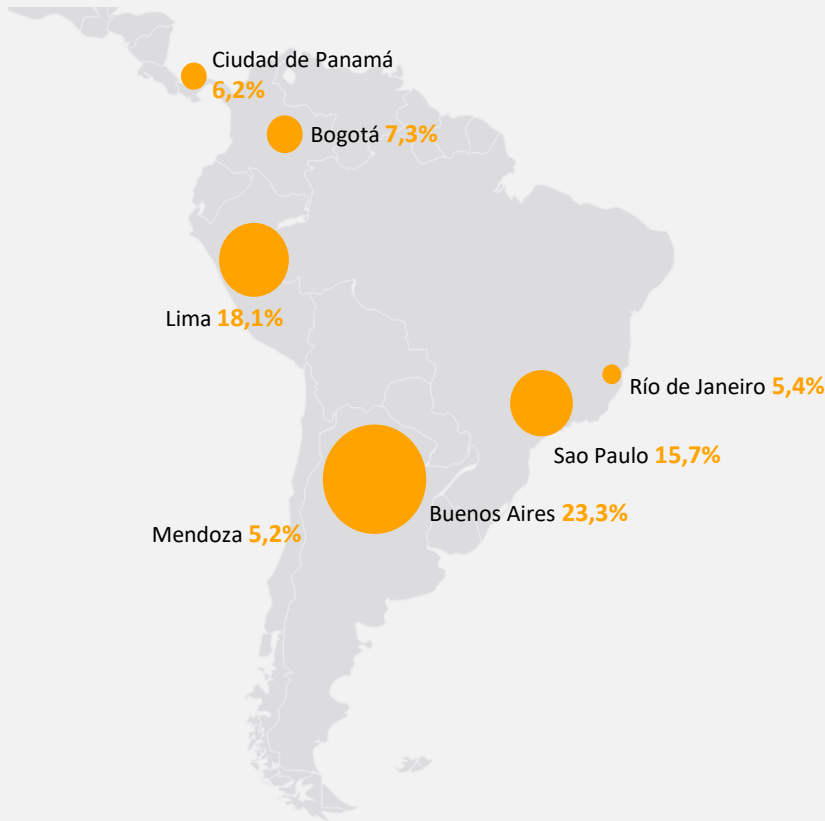 Ciudad de Panamá
6,2%
Bogotá 7,3%
Lima 18,1%
Río de Janeiro 5,4%
Sao Paulo 15,7%
Buenos Aires 23,3%
Mendoza 5,2%